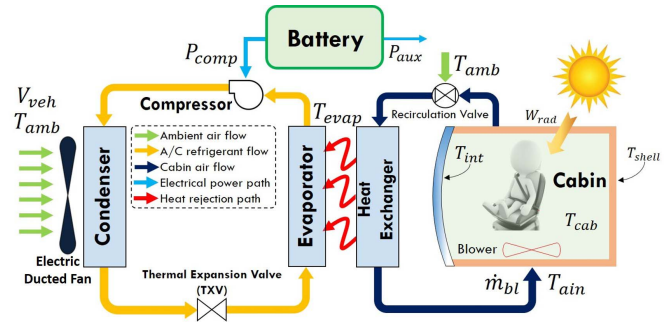 Battery
P_comp
P_aux
T_amb
Compressor
Recirculation Valve
V_veh
T_amb
T_evap
W_rad
Ambient air flow
A/C refrigerant flow
Cabin air flow
Electrical power path
Heat rejection path
Condenser
Evaporator
Heat
Exchanger
T_int
Cabin
T_shell
T_cab
Blower
Electric
Ducted Fan
Thermal Expansion Valve
(TXV)
ṁ_bl
T_ain